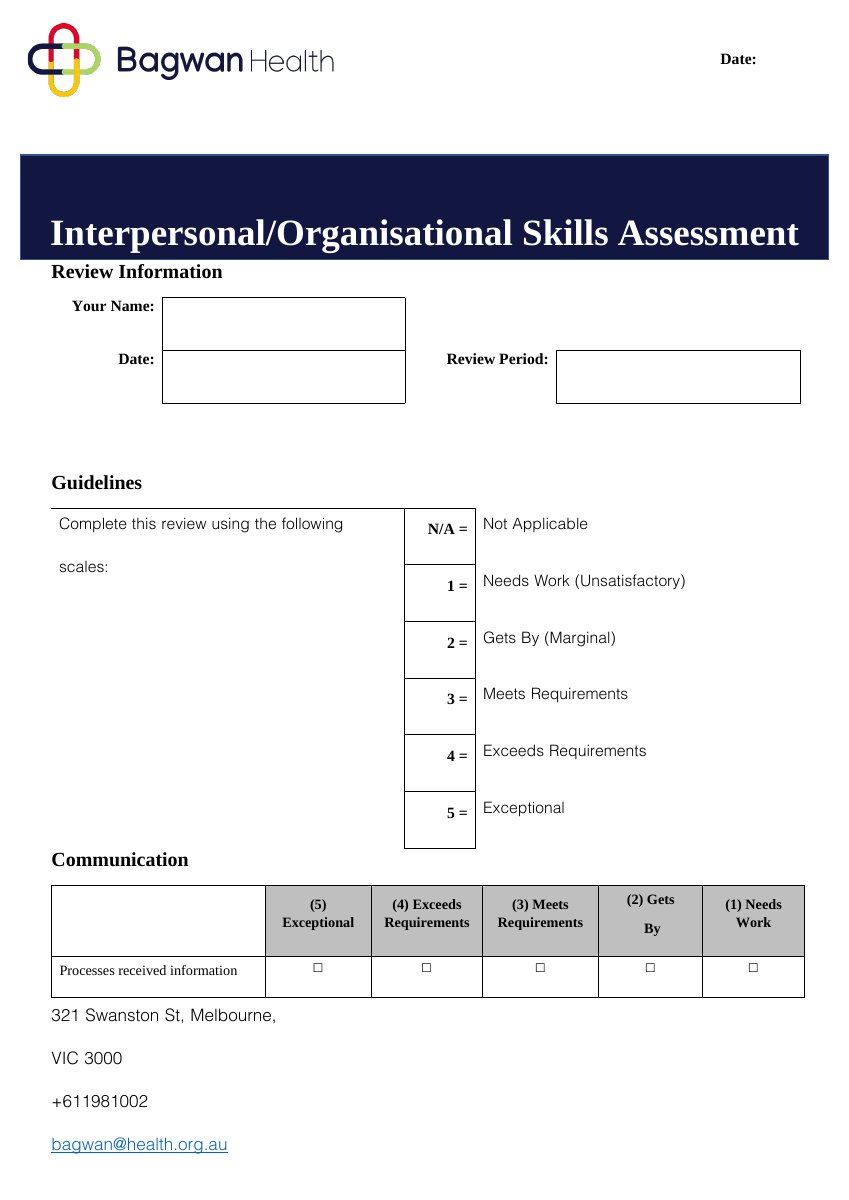 Bagwan Health
Date:
Interpersonal/Organisational Skills Assessment
Review Information
Your Name:
Date:
Review Period:
Guidelines
Complete this review using the following
scales:
N/A = Not Applicable
1 = Needs Work (Unsatisfactory)
2 = Gets By (Marginal)
3 = Meets Requirements
4 = Exceeds Requirements
5 = Exceptional
Communication
(5)
Exceptional
(4) Exceeds
Requirements
(3) Meets
Requirements
(2) Gets
By
(1) Needs
Work
Processes received information ☐ ☐ ☐ ☐ ☐
321 Swanston St, Melbourne,
VIC 3000
+611981002
bagwan@health.org.au